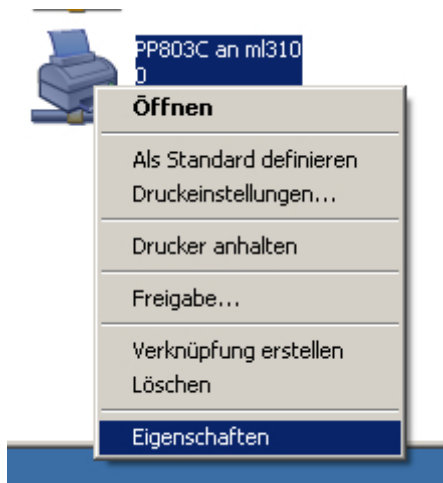 PP803C an ml310
0
Öffnen
Als Standard definieren
Druckeinstellungen...
Drucker anhalten
Freigabe...
Verknüpfung erstellen
Löschen
Eigenschaften